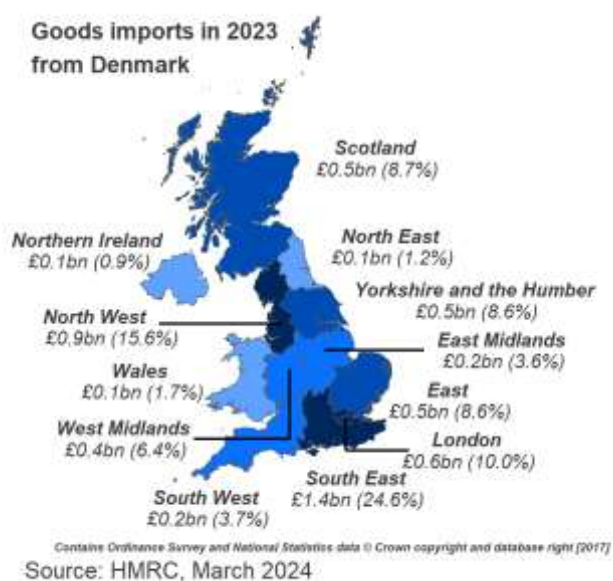 Goods imports in 2023
from Denmark
Scotland
£0.5bn (8.7%)
Northern Ireland
£0.1bn (0.9%)
North East
£0.1bn (1.2%)
Yorkshire and the Humber
£0.5bn (8.6%)
North West
£0.9bn (15.6%)
East Midlands
£0.2bn (3.6%)
Wales
£0.1bn (1.7%)
East
£0.5bn (8.6%)
West Midlands
£0.4bn (6.4%)
London
£0.6bn (10.0%)
South East
£1.4bn (24.6%)
South West
£0.2bn (3.7%)
Contains Ordinance Survey and National Statistics data © Crown copyright and database right [2017]
Source: HMRC, March 2024